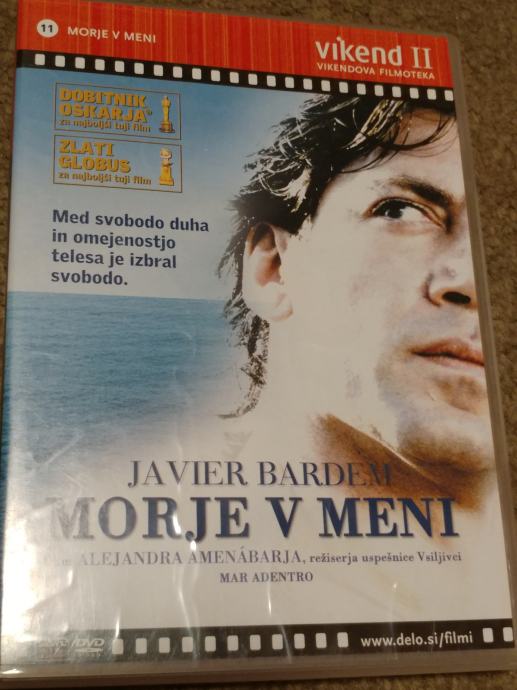 11 MORJE V MENI
vikend II
VIKENDOVA FILMOTEKA
DOBITNIK
OSKARJA®
za najboljši tuji film
ZLATI
GLOBUS
za najboljši tuji film
Med svobodo duha
in omejenostjo
telesa je izbral
svobodo.
JAVIER BARDEM
MORJE V MENI
ALEJANDRA AMENÁBARJA, režiserja uspešnice Vsiljivci
MAR ADENTRO
DVD
www.delo.si/filmi